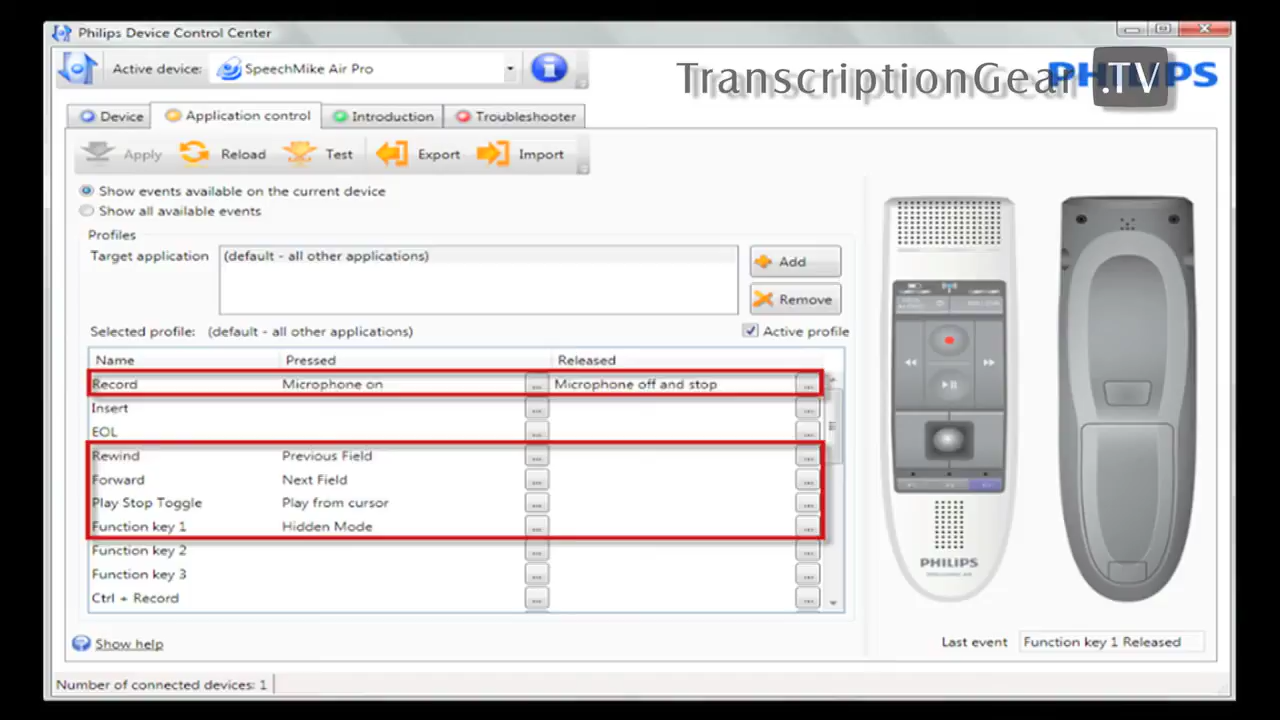 Philips Device Control Center
Active device: SpeechMike Air Pro
TranscriptionGear .TV
PHILIPS
Device Application control Introduction Troubleshooter
Apply Reload Test Export Import
Show events available on the current device
Show all available events
Profiles
Target application (default - all other applications) Add
Remove
Selected profile: (default - all other applications) Active profile
Name Pressed Released
Record Microphone on ... Microphone off and stop ...
Insert ... ...
EOL ... ...
Rewind Previous Field ... ...
Forward Next Field ... ...
Play Stop Toggle Play from cursor ... ...
Function key 1 Hidden Mode ... ...
Function key 2 ... ...
Function key 3 ... ...
Ctrl + Record ... ...
PHILIPS
Show help
Last event Function key 1 Released
Number of connected devices: 1